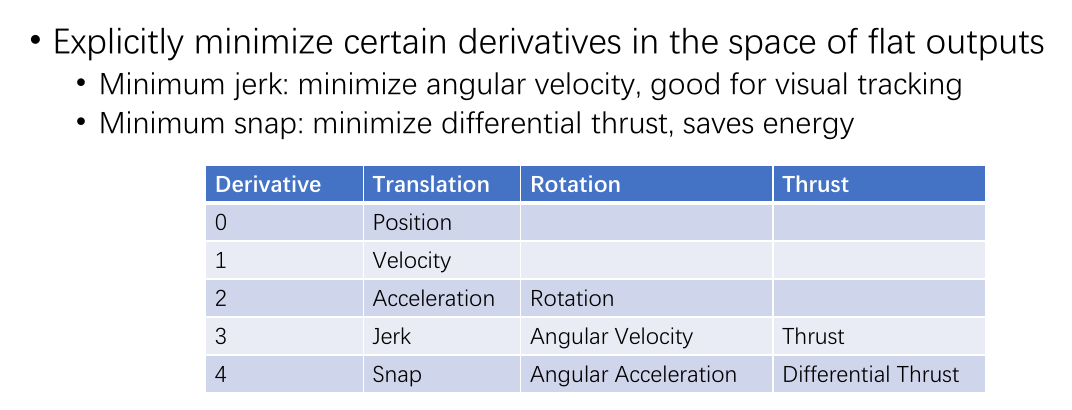 • Explicitly minimize certain derivatives in the space of flat outputs
• Minimum jerk: minimize angular velocity, good for visual tracking
• Minimum snap: minimize differential thrust, saves energy
Derivative Translation Rotation Thrust
0 Position
1 Velocity
2 Acceleration Rotation
3 Jerk Angular Velocity Thrust
4 Snap Angular Acceleration Differential Thrust